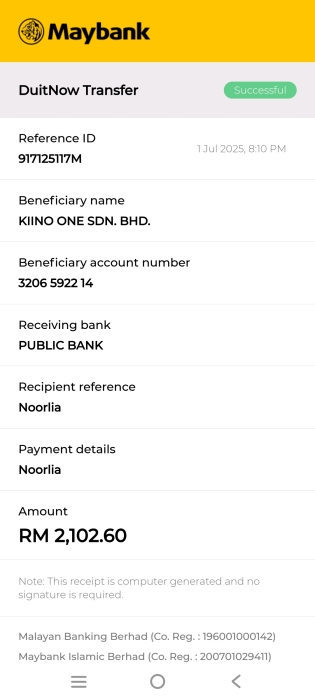 Maybank
DuitNow Transfer
Successful
Reference ID
1 Jul 2025, 8:10 PM
917125117M
Beneficiary name
KIINO ONE SDN. BHD.
Beneficiary account number
3206 5922 14
Receiving bank
PUBLIC BANK
Recipient reference
Noorlia
Payment details
Noorlia
Amount
RM 2,102.60
Note: This receipt is computer generated and no
signature is required.
Malayan Banking Berhad (Co. Reg. : 196001000142)
Maybank Islamic Berhad (Co. Reg. : 200701029411)